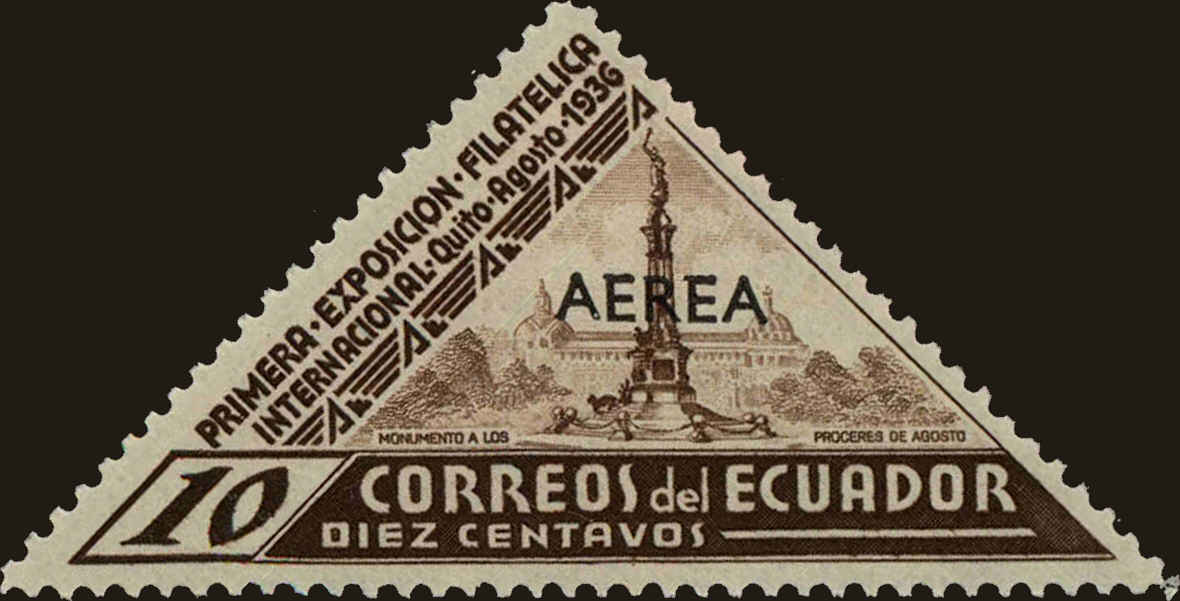 PRIMERA · EXPOSICION · FILATELICA
INTERNACIONAL · Quito · Agosto · 1936
AEREA
MONUMENTO A LOS PROCERES DE AGOSTO
10
CORREOS del ECUADOR
DIEZ CENTAVOS